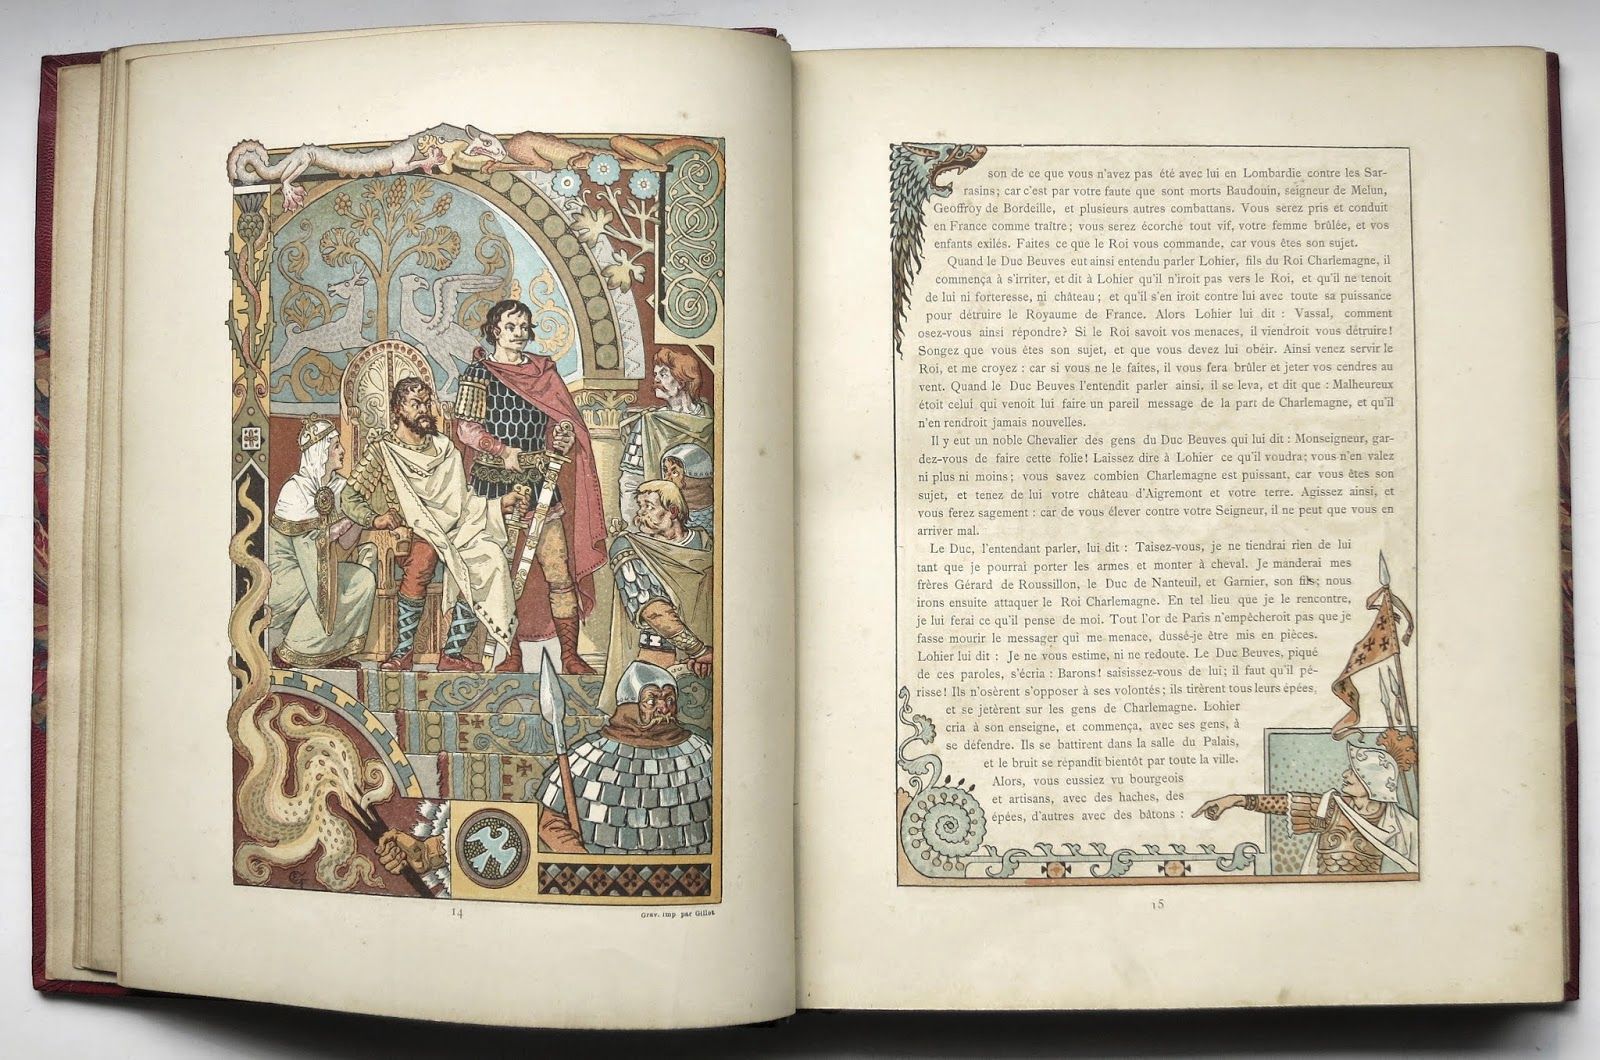 14
Grav. imp par Gillot
son de ce que vous n'avez pas été avec lui en Lombardie contre les Sar-
rasins; car c'est par votre faute que sont morts Baudouin, seigneur de Melun,
Geoffroy de Bordeille, et plusieurs autres combattans. Vous serez pris et conduit
en France comme traître; vous serez écorché tout vif, votre femme brûlée, et vos
enfants exilés. Faites ce que le Roi vous commande, car vous êtes son sujet.
Quand le Duc Beuves eut ainsi entendu parler Lohier, fils du Roi Charlemagne, il
commença à s'irriter, et dit à Lohier qu'il n'iroit pas vers le Roi, et qu'il ne tenoit
de lui ni forteresse, ni château; et qu'il s'en iroit contre lui avec toute sa puissance
pour détruire le Royaume de France. Alors Lohier lui dit : Vassal, comment
osez-vous ainsi répondre? Si le Roi savoit vos menaces, il viendroit vous détruire!
Songez que vous êtes son sujet, et que vous devez lui obéir. Ainsi venez servir le
Roi, et me croyez : car si vous ne le faites, il vous fera brûler et jeter vos cendres au
vent. Quand le Duc Beuves l'entendit parler ainsi, il se leva, et dit que : Malheureux
étoit celui qui venoit lui faire un pareil message de la part de Charlemagne, et qu'il
n'en rendroit jamais nouvelles.
Il y eut un noble Chevalier des gens du Duc Beuves qui lui dit : Monseigneur, gar-
dez-vous de faire cette folie! Laissez dire à Lohier ce qu'il voudra; vous n'en valez
ni plus ni moins; vous savez combien Charlemagne est puissant, car vous êtes son
sujet, et tenez de lui votre château d'Aigremont et votre terre. Agissez ainsi, et
vous ferez sagement : car de vous élever contre votre Seigneur, il ne peut que vous en
arriver mal.
Le Duc, l'entendant parler, lui dit : Taisez-vous, je ne tiendrai rien de lui
tant que je pourrai porter les armes et monter à cheval. Je manderai mes
frères Gérard de Roussillon, le Duc de Nanteuil, et Garnier, son fils; nous
irons ensuite attaquer le Roi Charlemagne. En tel lieu que je le rencontre,
je lui ferai ce qu'il pense de moi. Tout l'or de Paris n'empêcheroit pas que je
fasse mourir le messager qui me menace, dussé-je être mis en pièces.
Lohier lui dit : Je ne vous estime, ni ne redoute. Le Duc Beuves, piqué
de ces paroles, s'écria : Barons! saisissez-vous de lui; il faut qu'il pé-
risse! Ils n'osèrent s'opposer à ses volontés; ils tirèrent tous leurs épées,
et se jetèrent sur les gens de Charlemagne. Lohier
cria à son enseigne, et commença, avec ses gens, à
se défendre. Ils se battirent dans la salle du Palais,
et le bruit se répandit bientôt par toute la ville.
Alors, vous eussiez vu bourgeois
et artisans, avec des haches, des
épées, d'autres avec des bâtons :
15